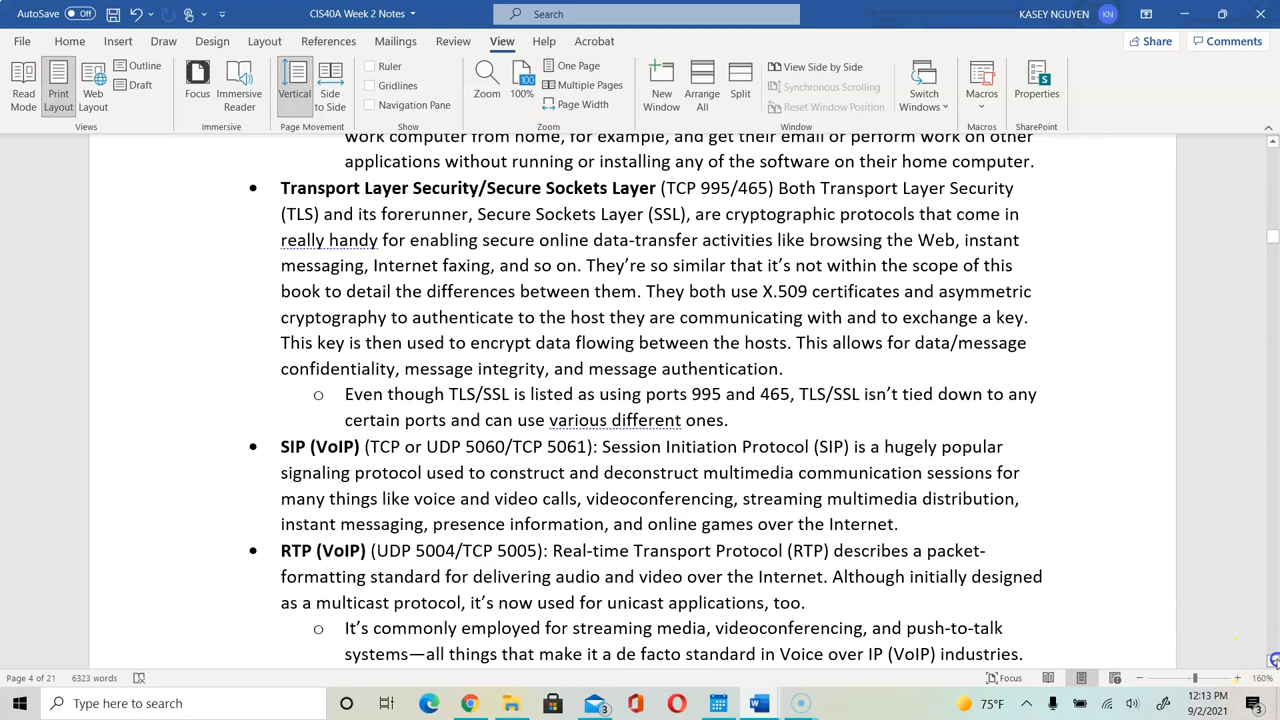 AutoSave Off CIS40A Week 2 Notes Search KASEY NGUYEN KN
File Home Insert Draw Design Layout References Mailings Review View Help Acrobat Share Comments
Read Mode Print Layout Web Layout Outline Draft Focus Immersive Reader Vertical Side to Side Ruler Gridlines Navigation Pane Zoom 100 100% One Page Multiple Pages Page Width New Window Arrange All Split View Side by Side Synchronous Scrolling Reset Window Position Switch Windows Macros Properties
Views Immersive Page Movement Show Zoom Window Macros SharePoint
work computer from home, for example, and get their email or perform work on other
applications without running or installing any of the software on their home computer.
• Transport Layer Security/Secure Sockets Layer (TCP 995/465) Both Transport Layer Security
(TLS) and its forerunner, Secure Sockets Layer (SSL), are cryptographic protocols that come in
really handy for enabling secure online data-transfer activities like browsing the Web, instant
messaging, Internet faxing, and so on. They’re so similar that it’s not within the scope of this
book to detail the differences between them. They both use X.509 certificates and asymmetric
cryptography to authenticate to the host they are communicating with and to exchange a key.
This key is then used to encrypt data flowing between the hosts. This allows for data/message
confidentiality, message integrity, and message authentication.
o Even though TLS/SSL is listed as using ports 995 and 465, TLS/SSL isn’t tied down to any
certain ports and can use various different ones.
• SIP (VoIP) (TCP or UDP 5060/TCP 5061): Session Initiation Protocol (SIP) is a hugely popular
signaling protocol used to construct and deconstruct multimedia communication sessions for
many things like voice and video calls, videoconferencing, streaming multimedia distribution,
instant messaging, presence information, and online games over the Internet.
• RTP (VoIP) (UDP 5004/TCP 5005): Real-time Transport Protocol (RTP) describes a packet-
formatting standard for delivering audio and video over the Internet. Although initially designed
as a multicast protocol, it’s now used for unicast applications, too.
o It’s commonly employed for streaming media, videoconferencing, and push-to-talk
systems—all things that make it a de facto standard in Voice over IP (VoIP) industries.
Page 4 of 21 6323 words Focus 160%
Type here to search 3 75°F 12:13 PM
9/2/2021 3